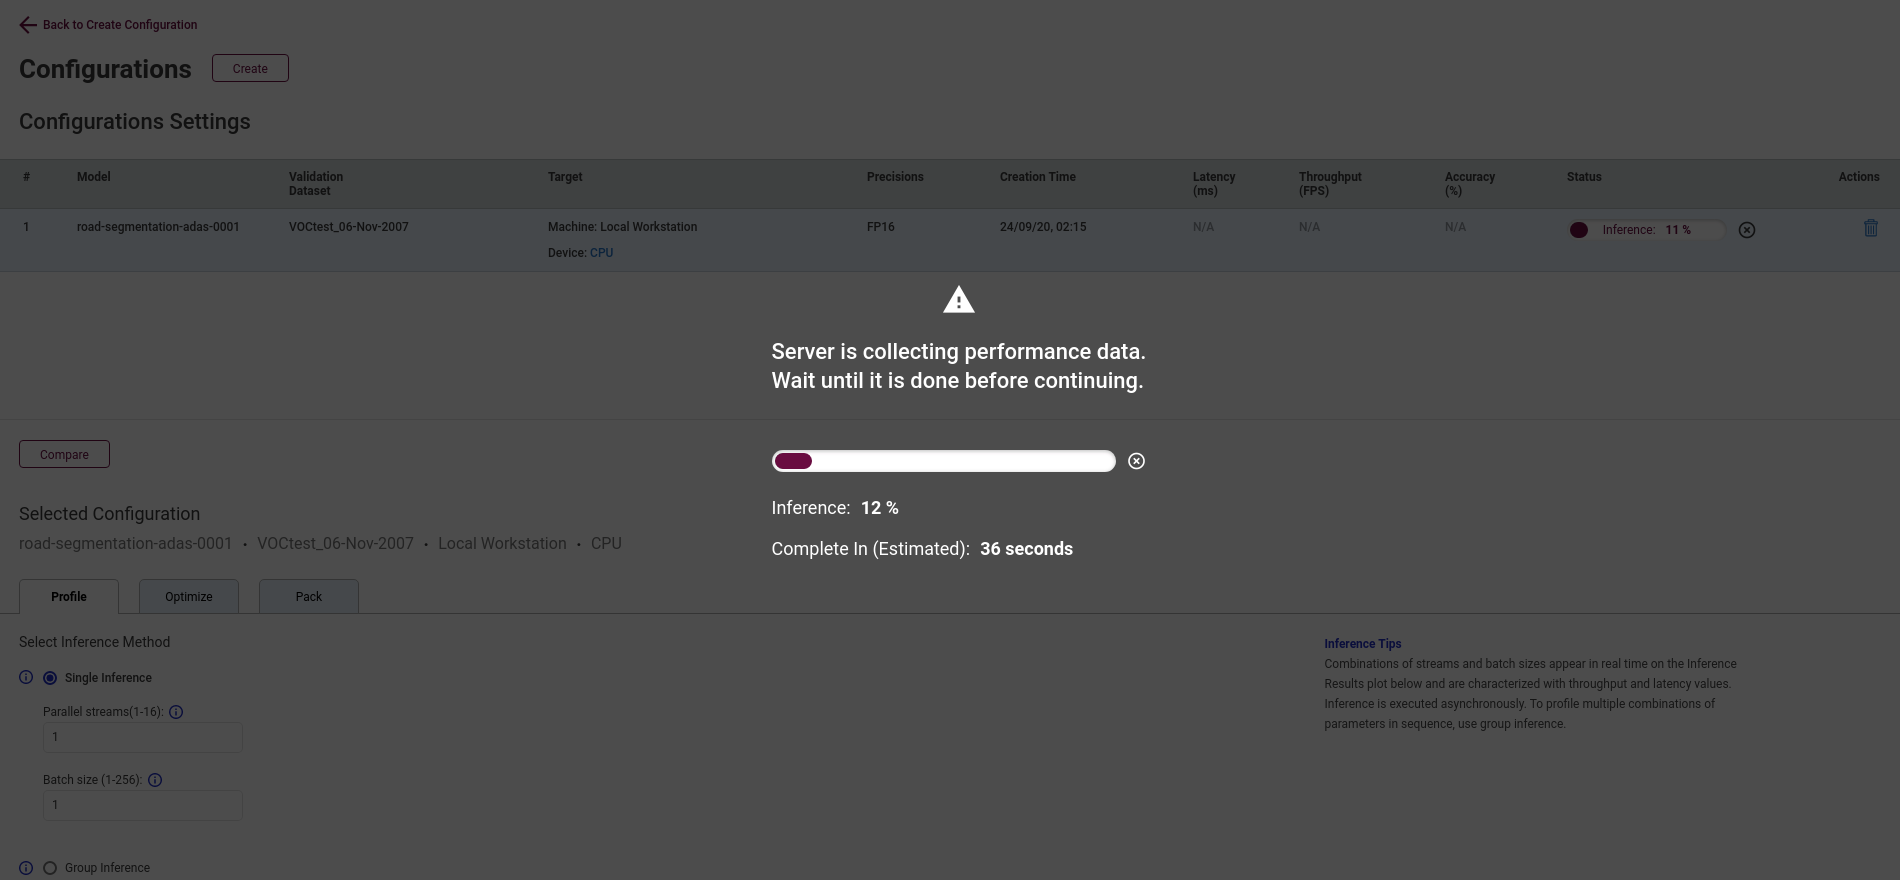 Back to Create Configuration
Configurations
Create
Configurations Settings
# Model Validation Dataset Target Precisions Creation Time Latency (ms) Throughput (FPS) Accuracy (%) Status Actions
1 road-segmentation-adas-0001 VOCtest_06-Nov-2007 Machine: Local Workstation FP16 24/09/20, 02:15 N/A N/A N/A Inference: 11 %
Device: CPU
Server is collecting performance data.
Wait until it is done before continuing.
Inference: 12 %
Complete In (Estimated): 36 seconds
Compare
Selected Configuration
road-segmentation-adas-0001 • VOCtest_06-Nov-2007 • Local Workstation • CPU
Profile Optimize Pack
Select Inference Method
Single Inference
Parallel streams(1-16):
1
Batch size (1-256):
1
Group Inference
Inference Tips
Combinations of streams and batch sizes appear in real time on the Inference
Results plot below and are characterized with throughput and latency values.
Inference is executed asynchronously. To profile multiple combinations of
parameters in sequence, use group inference.